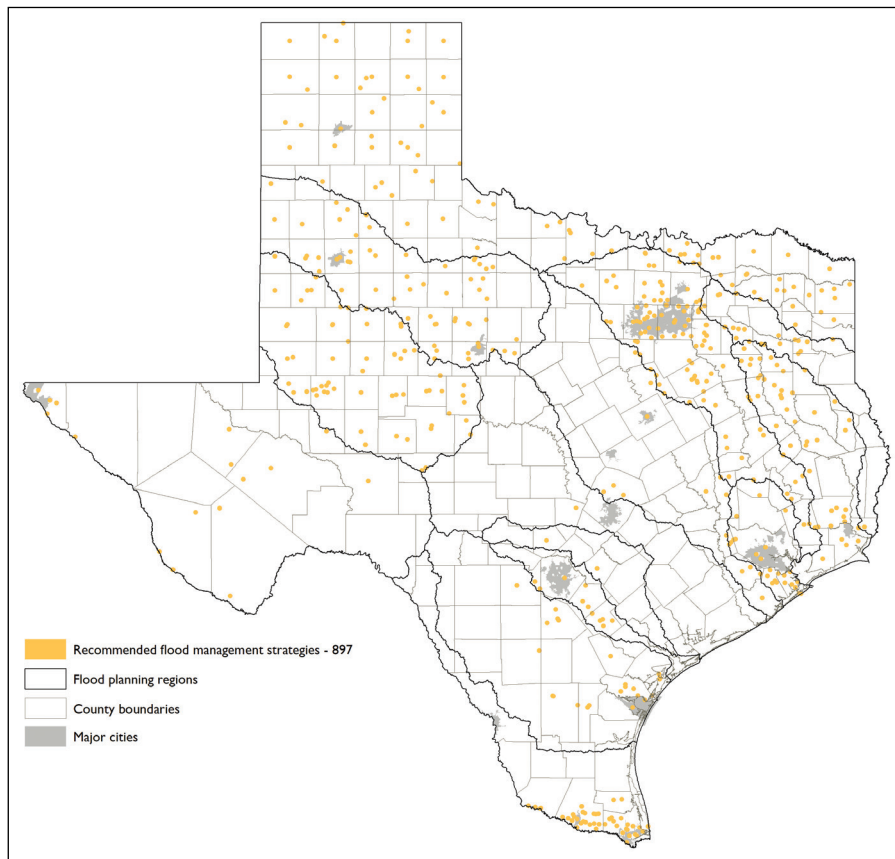 Recommended flood management strategies - 897
Flood planning regions
County boundaries
Major cities